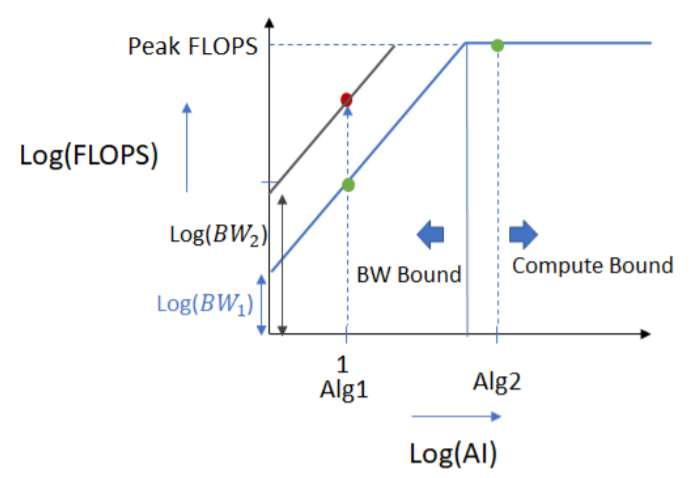 Peak FLOPS
Log(FLOPS)
Log(BW₂)
Log(BW₁)
BW Bound
Compute Bound
1
Alg1
Alg2
Log(AI)